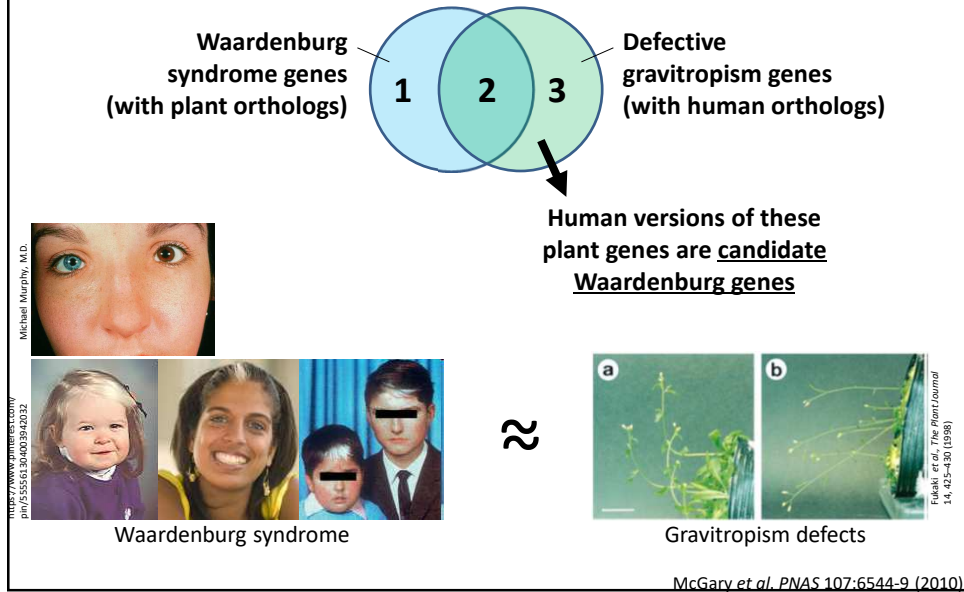 Waardenburg
syndrome genes
(with plant orthologs)
1
2
3
Defective
gravitropism genes
(with human orthologs)
Human versions of these
plant genes are candidate
Waardenburg genes
Michael Murphy, M.D.
https://www.pinterest.com/
pin/555561304003942032
≈
a
b
Fukaki et al., The Plant Journal
14, 425–430 (1998)
Waardenburg syndrome
Gravitropism defects
McGary et al. PNAS 107:6544-9 (2010)